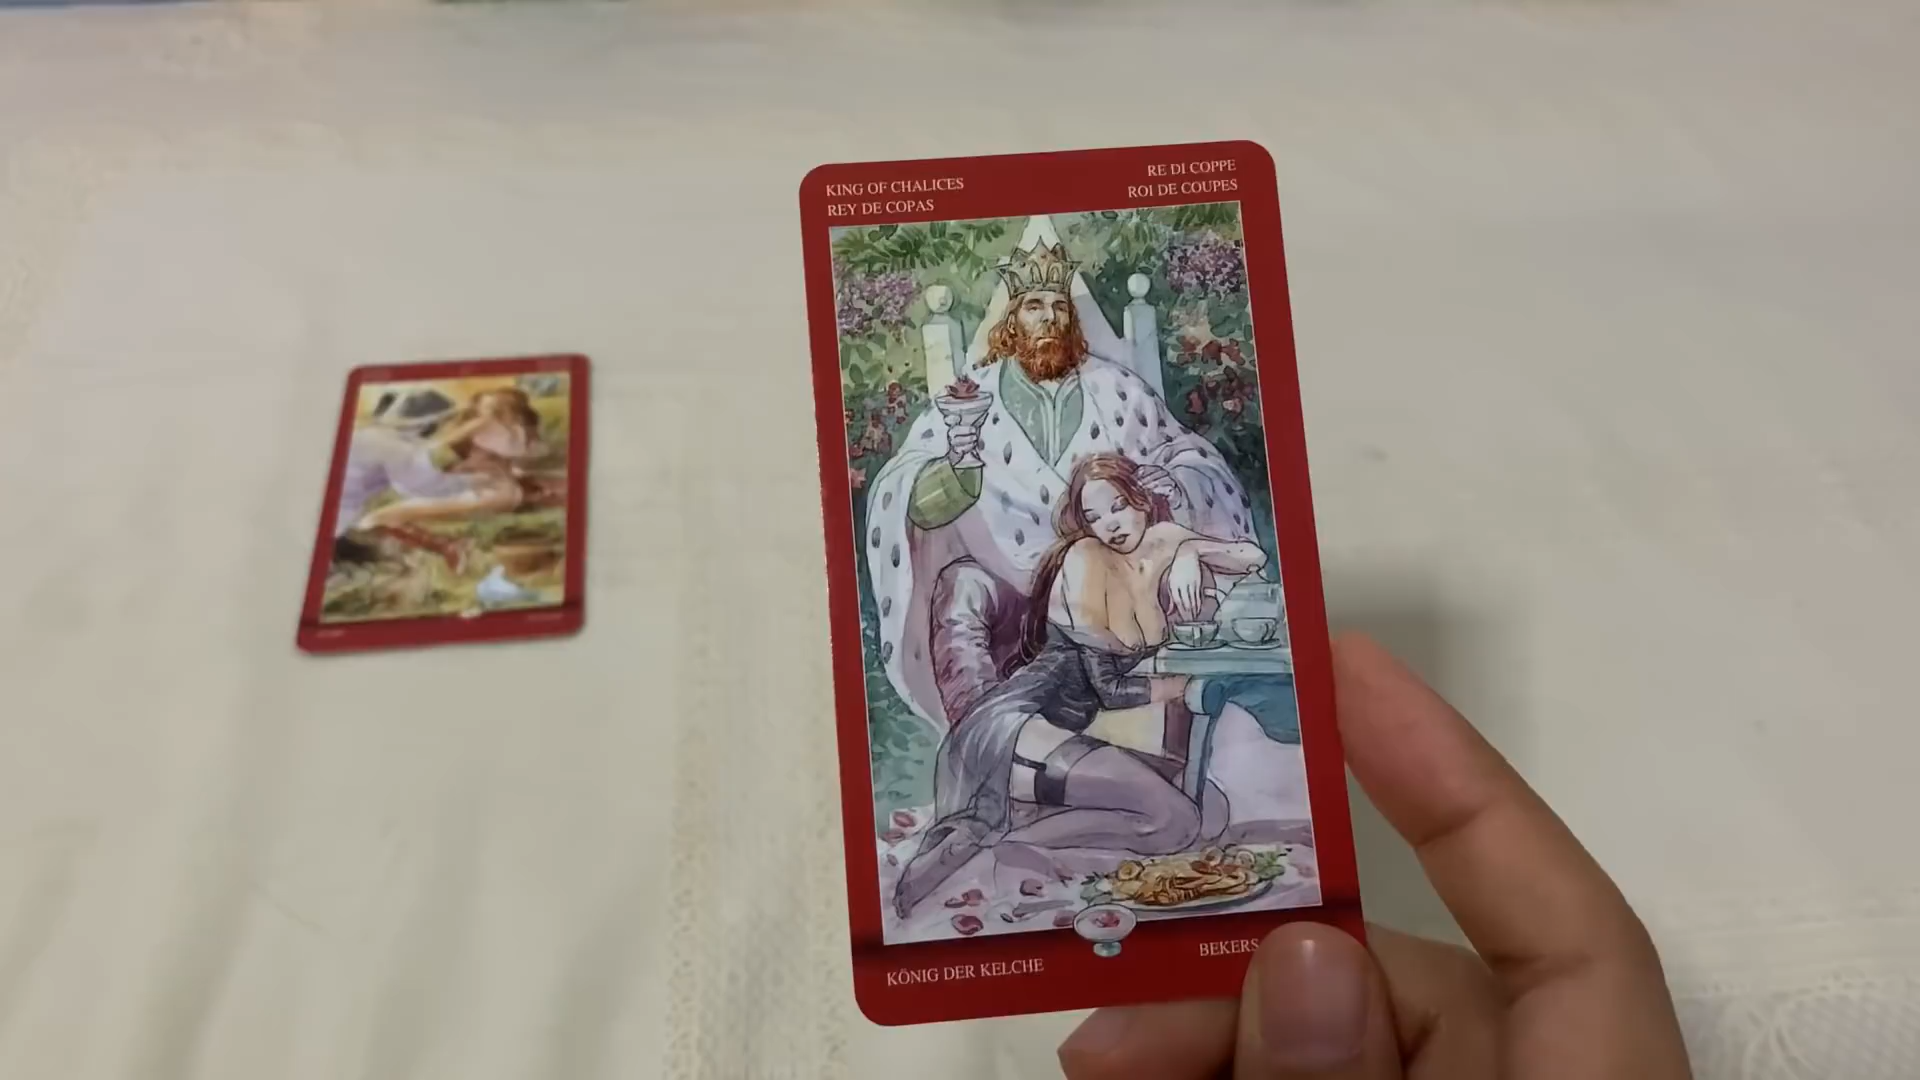 KING OF CHALICES
REY DE COPAS
RE DI COPPE
ROI DE COUPES
KÖNIG DER KELCHE
BEKERS